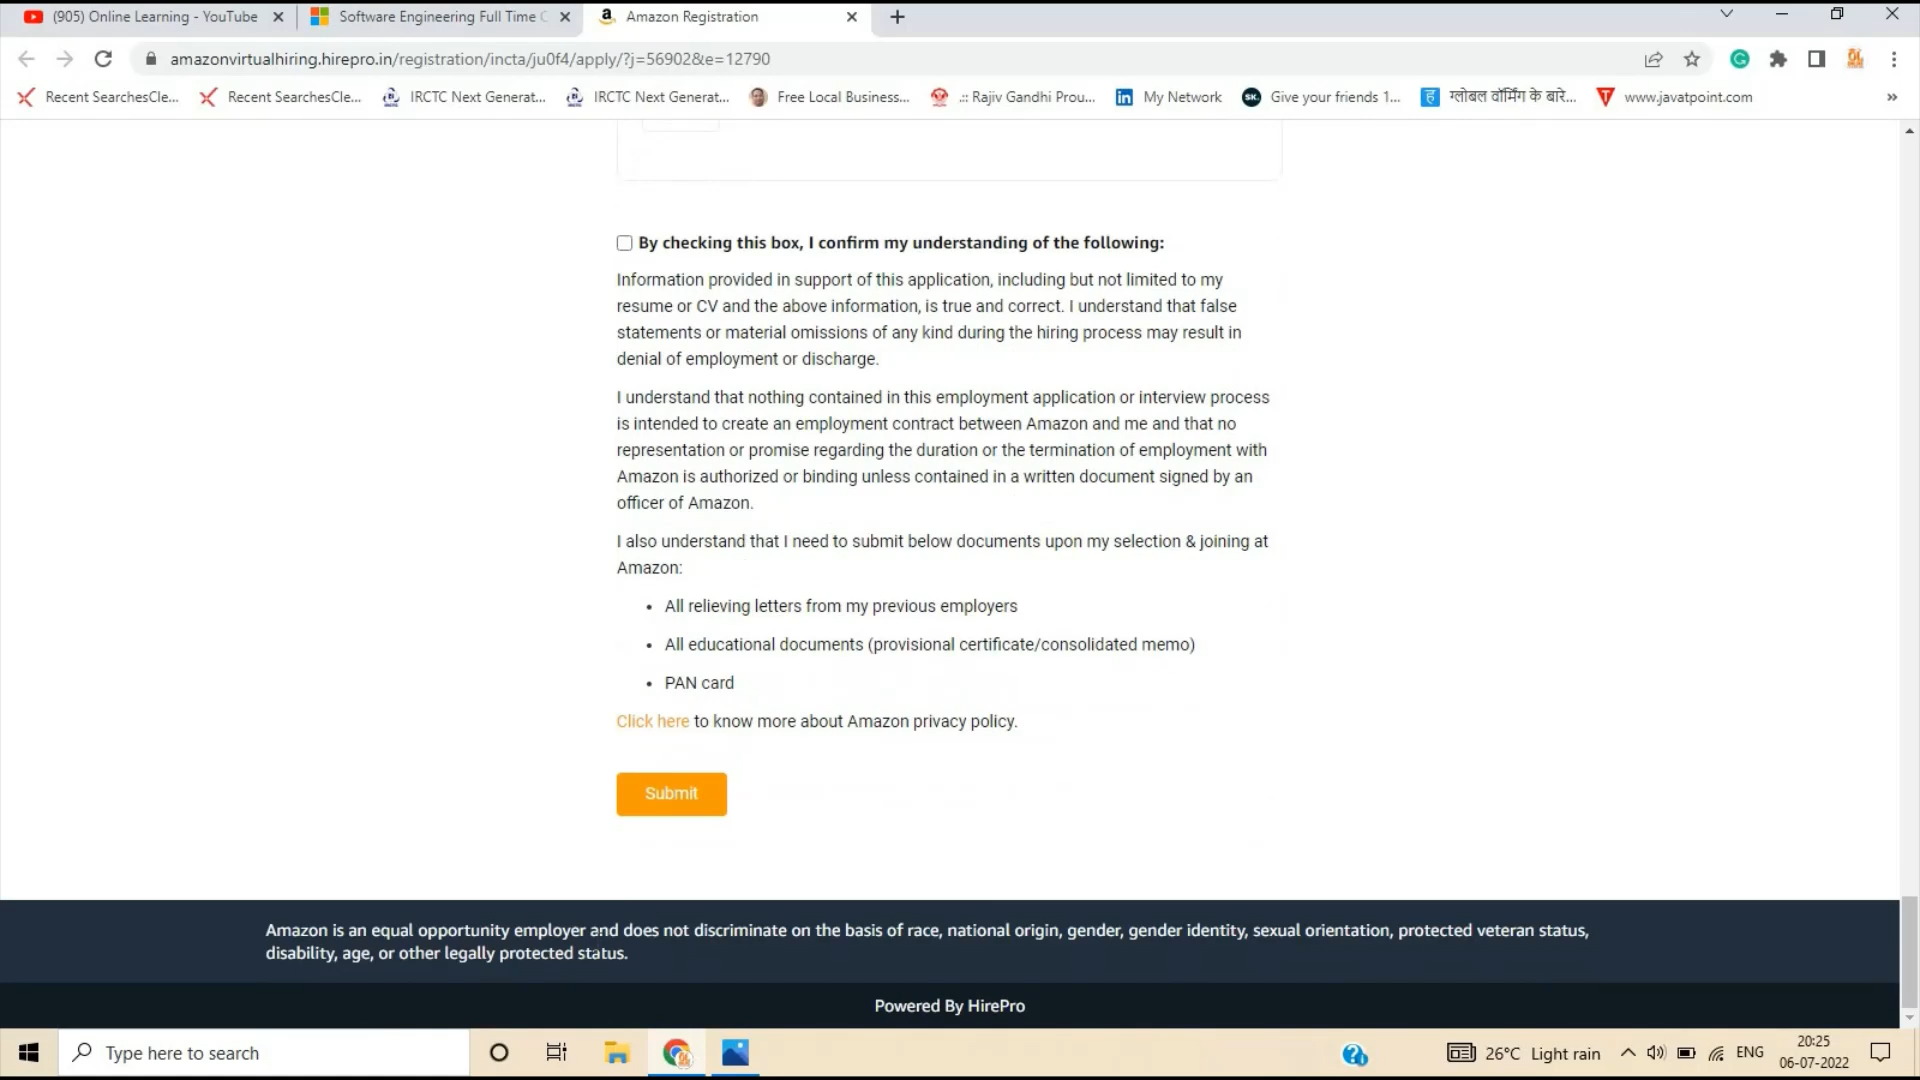 (905) Online Learning - YouTube
Software Engineering Full Time
Amazon Registration
amazonvirtualhiring.hirepro.in/registration/incta/ju0f4/apply/?j=56902&e=12790
Recent SearchesCle...
Recent SearchesCle...
IRCTC Next Generat...
IRCTC Next Generat...
Free Local Business...
.:: Rajiv Gandhi Prou...
in
My Network
SK.
Give your friends 1...
ह
ग्लोबल वॉर्मिंग के बारे...
www.javatpoint.com
»
By checking this box, I confirm my understanding of the following:
Information provided in support of this application, including but not limited to my
resume or CV and the above information, is true and correct. I understand that false
statements or material omissions of any kind during the hiring process may result in
denial of employment or discharge.
I understand that nothing contained in this employment application or interview process
is intended to create an employment contract between Amazon and me and that no
representation or promise regarding the duration or the termination of employment with
Amazon is authorized or binding unless contained in a written document signed by an
officer of Amazon.
I also understand that I need to submit below documents upon my selection & joining at
Amazon:
• All relieving letters from my previous employers
• All educational documents (provisional certificate/consolidated memo)
• PAN card
Click here to know more about Amazon privacy policy.
Submit
Amazon is an equal opportunity employer and does not discriminate on the basis of race, national origin, gender, gender identity, sexual orientation, protected veteran status,
disability, age, or other legally protected status.
Powered By HirePro
Type here to search
26°C Light rain
ENG
20:25
06-07-2022